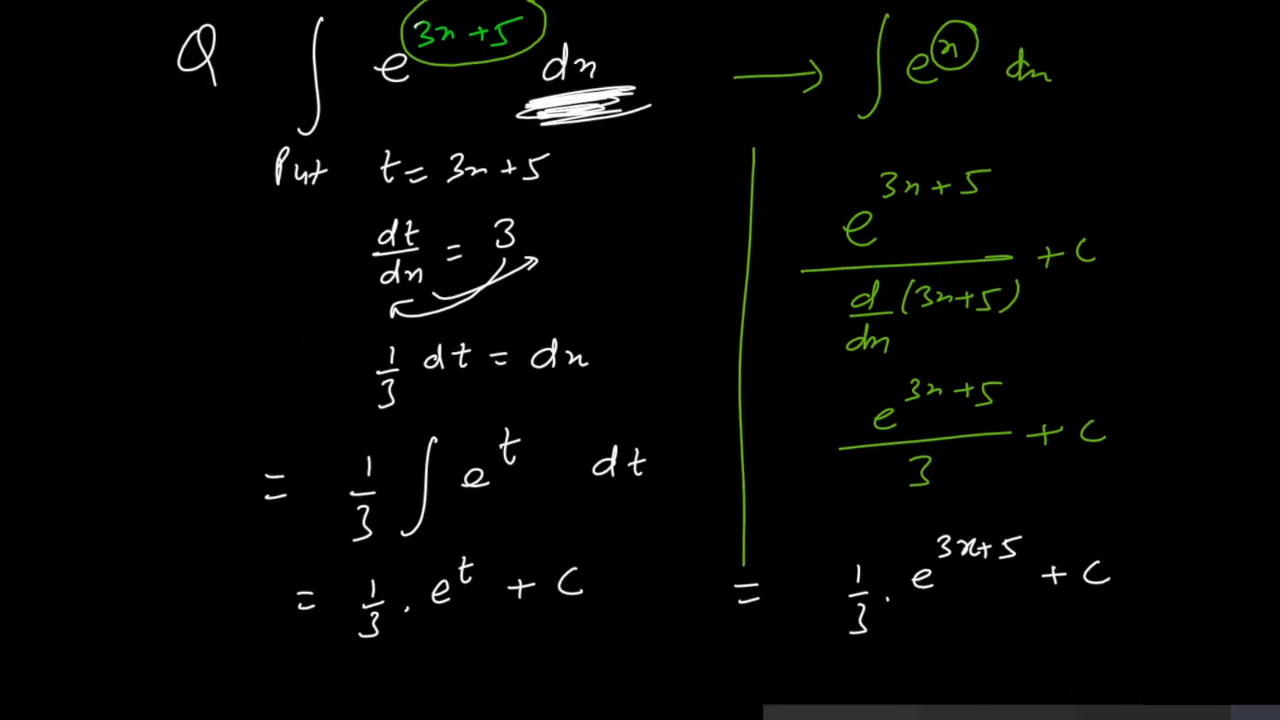 Q ∫ e^{3x+5} dx → ∫ e^x dx
Put t = 3x+5
dt/dx = 3
1/3 dt = dx
= 1/3 ∫ e^t dt
= 1/3 . e^t + C
e^{3x+5} / d/dx (3x+5) + C
e^{3x+5} / 3 + C
= 1/3 . e^{3x+5} + C